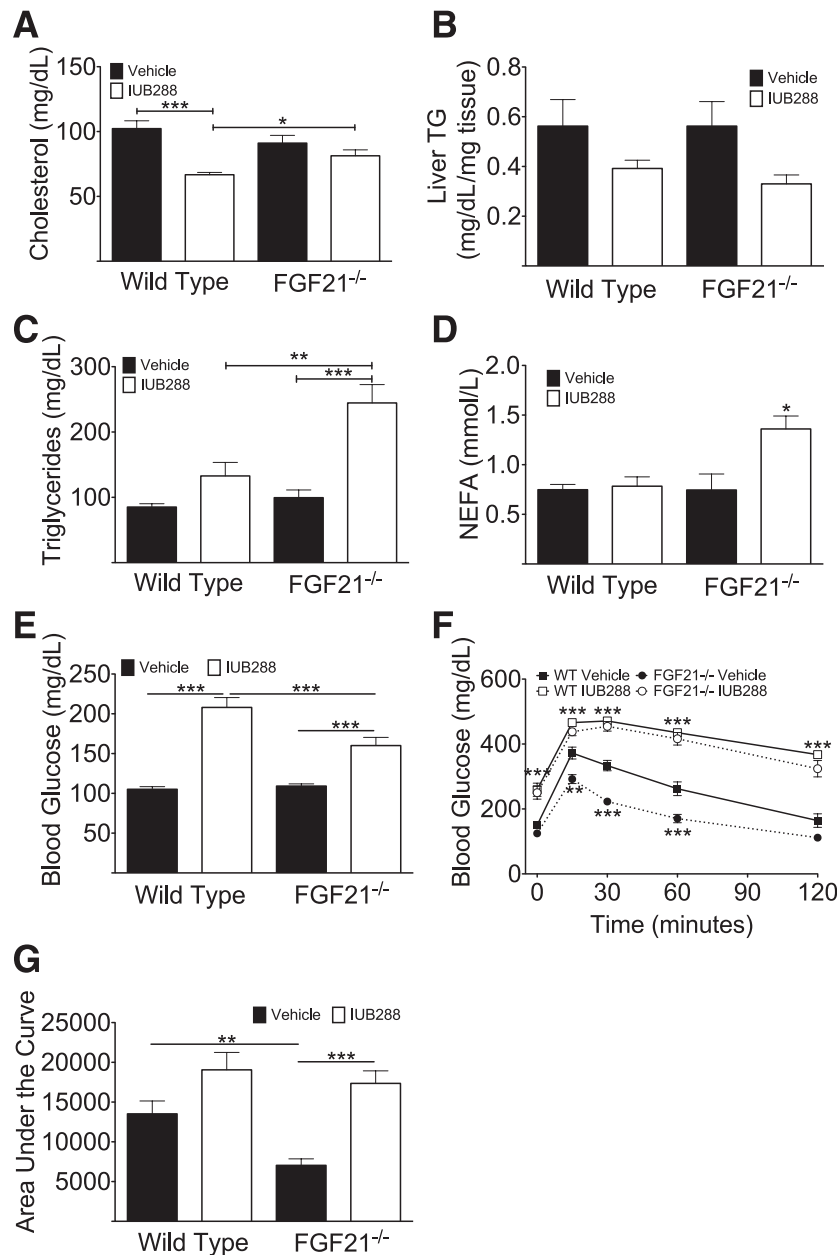 A
Cholesterol (mg/dL)
150
100
50
Vehicle
IUB288
***
*
Wild Type FGF21-/-
B
Liver TG
(mg/dL/mg tissue)
0.8
0.6
0.4
0.2
Vehicle
IUB288
Wild Type FGF21-/-
C
Triglycerides (mg/dL)
300
200
100
Vehicle
IUB288
**
***
Wild Type FGF21-/-
D
NEFA (mmol/L)
2.0
1.5
1.0
0.5
Vehicle
IUB288
*
Wild Type FGF21-/-
E
Blood Glucose (mg/dL)
250
200
150
100
50
Vehicle IUB288
*** ***
***
Wild Type FGF21-/-
F
Blood Glucose (mg/dL)
600
400
200
0
WT Vehicle FGF21-/- Vehicle
WT IUB288 FGF21-/- IUB288
*** ***
***
***
***
**
***
***
0 30 60 90 120
Time (minutes)
G
Area Under the Curve
25000
20000
15000
10000
5000
Vehicle IUB288
**
***
Wild Type FGF21-/-